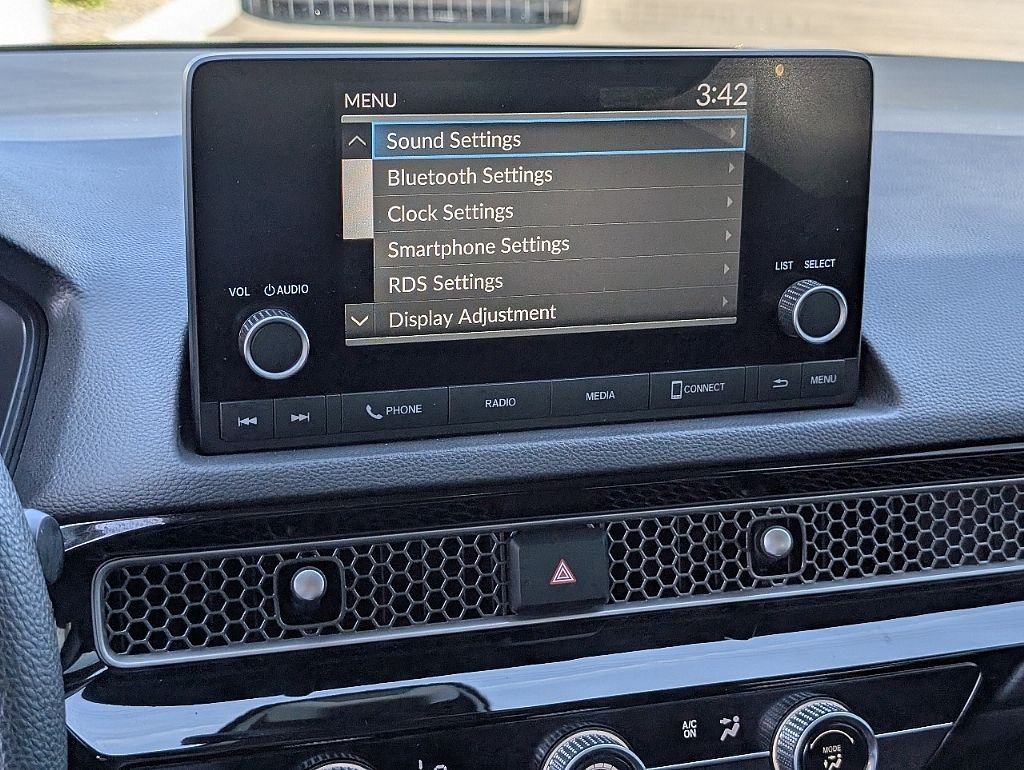 MENU 3:42
Sound Settings
Bluetooth Settings
Clock Settings
Smartphone Settings
RDS Settings
Display Adjustment
VOL AUDIO
LIST SELECT
PHONE RADIO MEDIA CONNECT MENU
A/C
ON
MODE